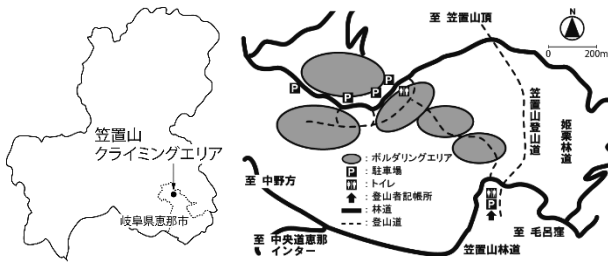 笠置山
クライミングエリア
岐阜県恵那市
至 笠置山頂
N
0
200m
P
P
P
P
笠置山登山道
姫栗林道
：ボルダリングエリア
P ：駐車場
：トイレ
：登山者記帳所
：林道
：登山道
至 中野方
P
至 中央道恵那
インター
笠置山林道
至 毛呂窪